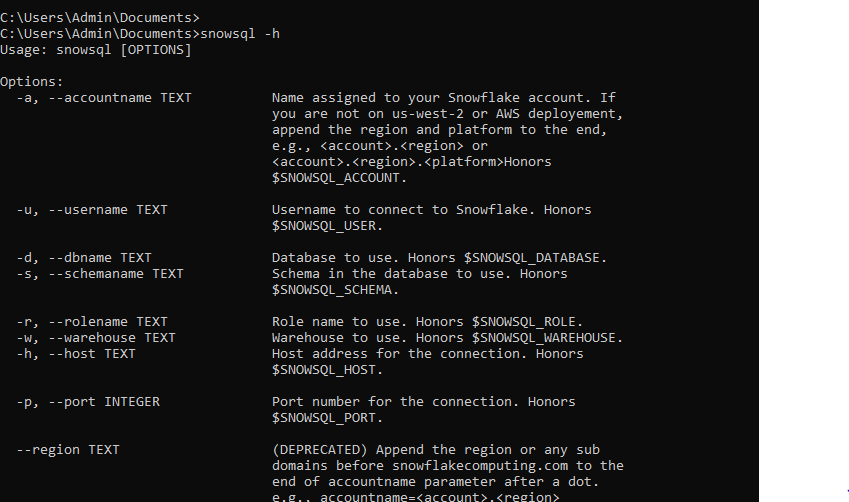 C:\Users\Admin\Documents>
C:\Users\Admin\Documents>snowsql -h
Usage: snowsql [OPTIONS]
Options:
-a, --accountname TEXT Name assigned to your Snowflake account. If
you are not on us-west-2 or AWS deployement,
append the region and platform to the end,
e.g., <account>.<region> or
<account>.<region>.<platform>Honors
$SNOWSQL_ACCOUNT.
-u, --username TEXT Username to connect to Snowflake. Honors
$SNOWSQL_USER.
-d, --dbname TEXT Database to use. Honors $SNOWSQL_DATABASE.
-s, --schemaname TEXT Schema in the database to use. Honors
$SNOWSQL_SCHEMA.
-r, --rolename TEXT Role name to use. Honors $SNOWSQL_ROLE.
-w, --warehouse TEXT Warehouse to use. Honors $SNOWSQL_WAREHOUSE.
-h, --host TEXT Host address for the connection. Honors
$SNOWSQL_HOST.
-p, --port INTEGER Port number for the connection. Honors
$SNOWSQL_PORT.
--region TEXT (DEPRECATED) Append the region or any sub
domains before snowflakecomputing.com to the
end of accountname parameter after a dot.
e.g., accountname=<account>.<region>